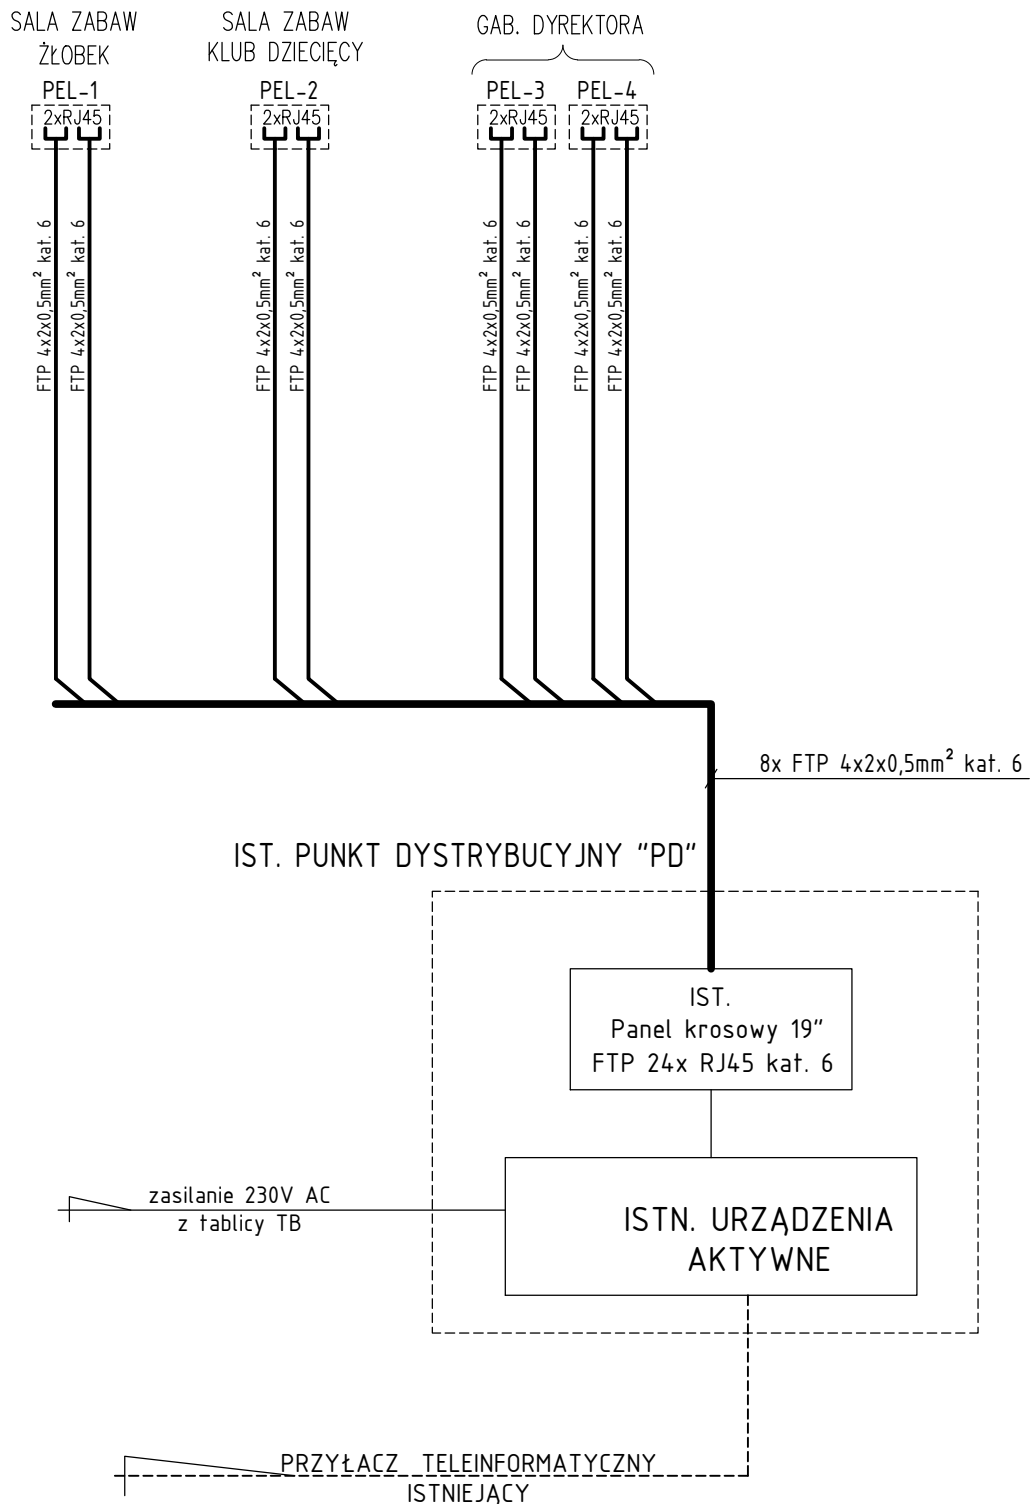 SALA ZABAW
ŻŁOBEK
SALA ZABAW
KLUB DZIECIĘCY
GAB. DYREKTORA
PEL-1
PEL-2
PEL-3
PEL-4
2xRJ45
2xRJ45
2xRJ45
2xRJ45
FTP 4x2x0,5mm² kat. 6
FTP 4x2x0,5mm² kat. 6
FTP 4x2x0,5mm² kat. 6
FTP 4x2x0,5mm² kat. 6
FTP 4x2x0,5mm² kat. 6
FTP 4x2x0,5mm² kat. 6
FTP 4x2x0,5mm² kat. 6
FTP 4x2x0,5mm² kat. 6
8x FTP 4x2x0,5mm² kat. 6
IST. PUNKT DYSTRYBUCYJNY "PD"
IST.
Panel krosowy 19"
FTP 24x RJ45 kat. 6
zasilanie 230V AC
z tablicy TB
ISTN. URZĄDZENIA
AKTYWNE
PRZYŁACZ TELEINFORMATYCZNY
ISTNIEJĄCY